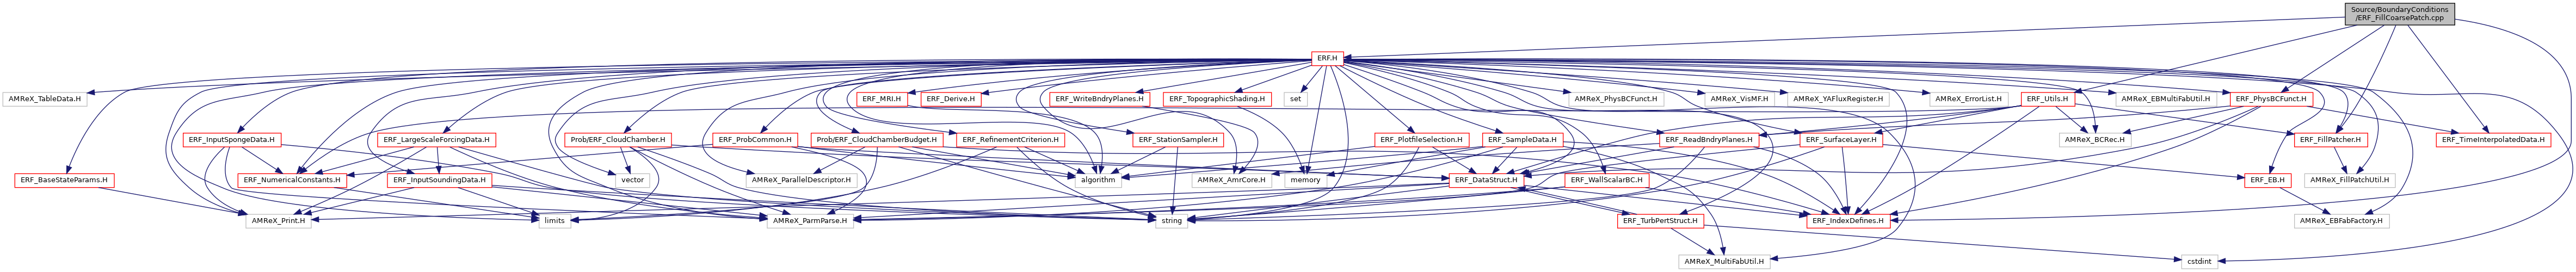 Source/BoundaryConditions
/ERF_FillCoarsePatch.cpp
ERF.H
AMReX_TableData.H
ERF_MRI.H
ERF_Derive.H
ERF_WriteBndryPlanes.H
ERF_TopographicShading.H
set
AMReX_PhysBCFunct.H
AMReX_VisMF.H
AMReX_YAFluxRegister.H
AMReX_ErrorList.H
ERF_Utils.H
AMReX_EBMultiFabUtil.H
ERF_PhysBCFunct.H
ERF_InputSpongeData.H
ERF_LargeScaleForcingData.H
Prob/ERF_CloudChamber.H
ERF_ProbCommon.H
Prob/ERF_CloudChamberBudget.H
ERF_RefinementCriterion.H
ERF_StationSampler.H
ERF_PlotfileSelection.H
ERF_SampleData.H
ERF_ReadBndryPlanes.H
ERF_SurfaceLayer.H
AMReX_BCRec.H
ERF_FillPatcher.H
ERF_TimeInterpolatedData.H
ERF_BaseStateParams.H
ERF_NumericalConstants.H
ERF_InputSoundingData.H
vector
AMReX_ParallelDescriptor.H
algorithm
AMReX_AmrCore.H
memory
ERF_DataStruct.H
ERF_WallScalarBC.H
ERF_EB.H
AMReX_FillPatchUtil.H
AMReX_Print.H
limits
AMReX_ParmParse.H
string
ERF_TurbPertStruct.H
ERF_IndexDefines.H
AMReX_EBFabFactory.H
AMReX_MultiFabUtil.H
cstdint